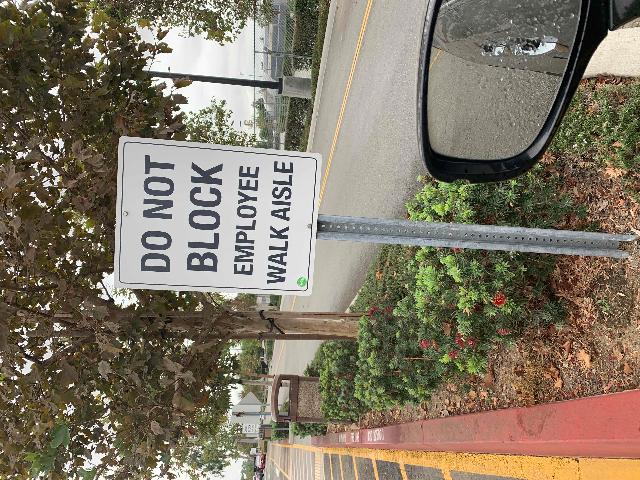 DO NOT
BLOCK
EMPLOYEE
WALK AISLE